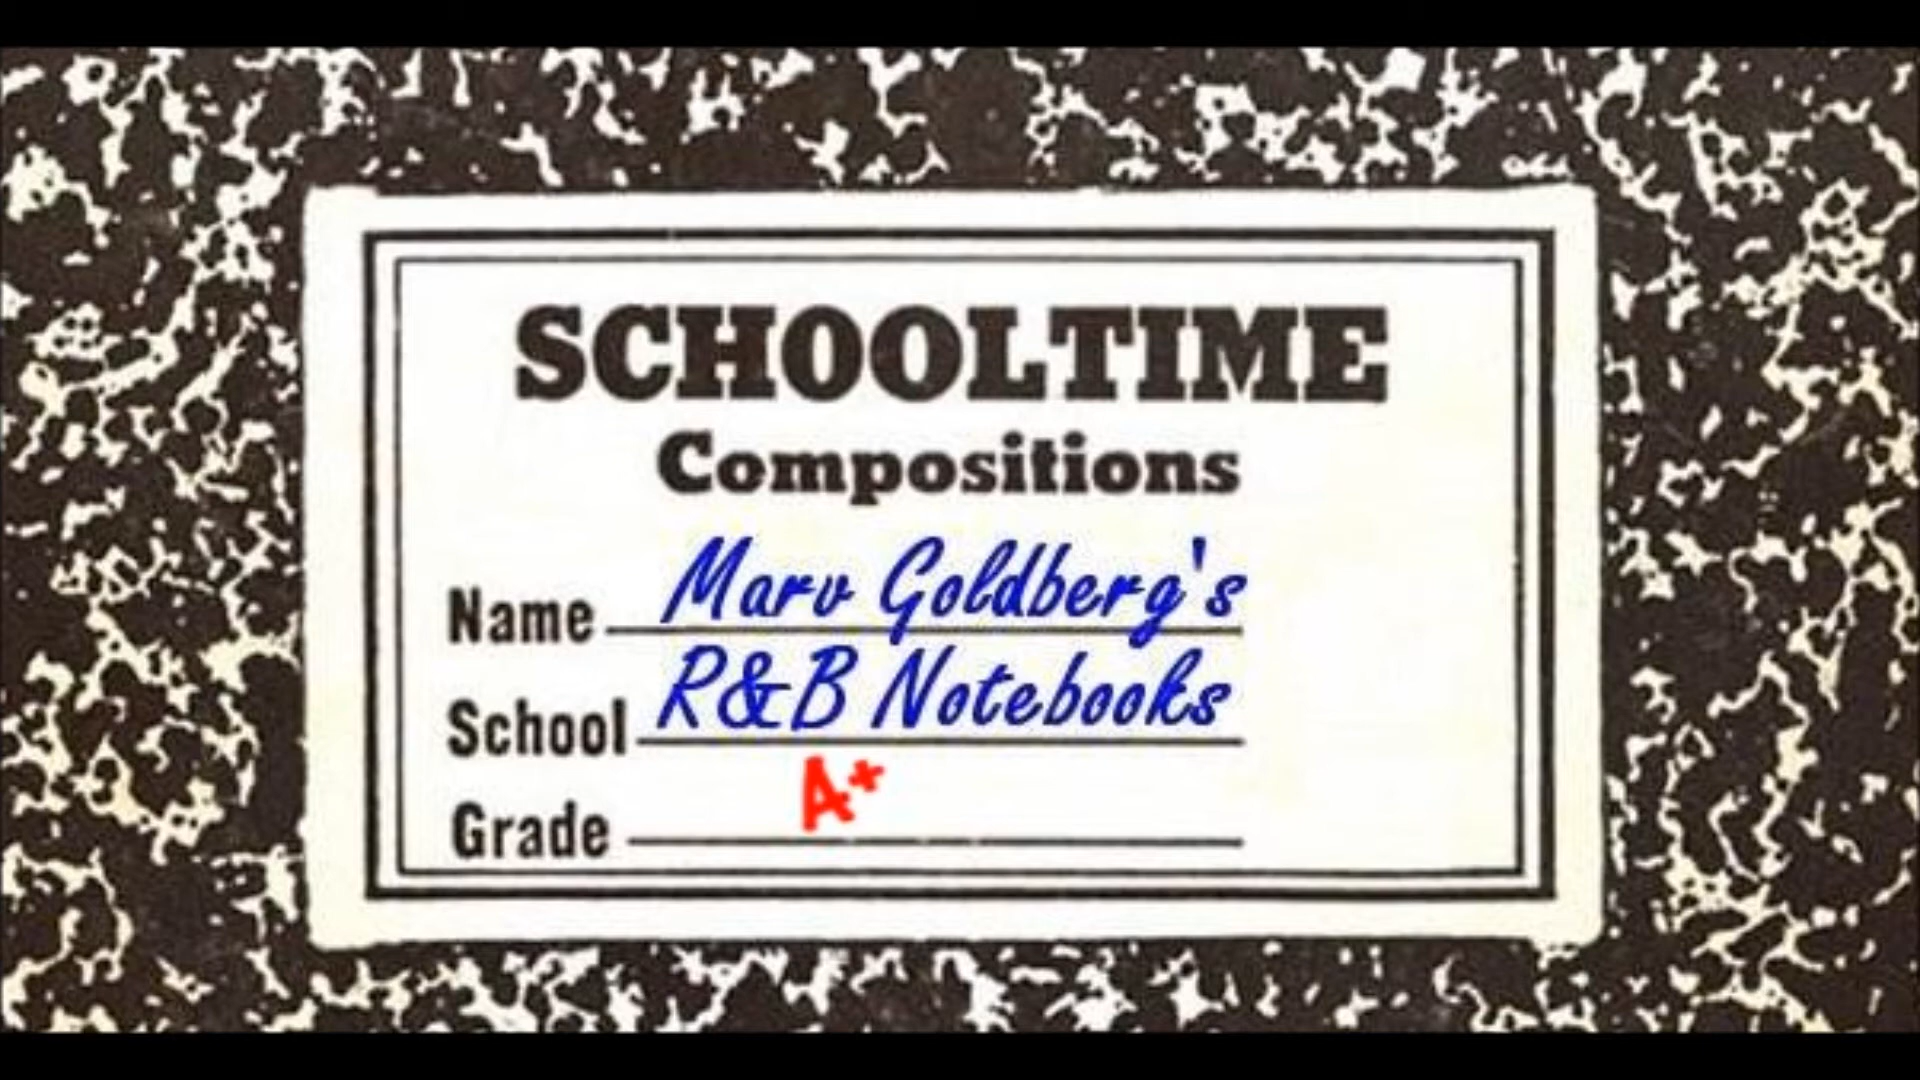 SCHOOLTIME
Compositions
Name Marv Goldberg's
School R&B Notebooks
Grade A+